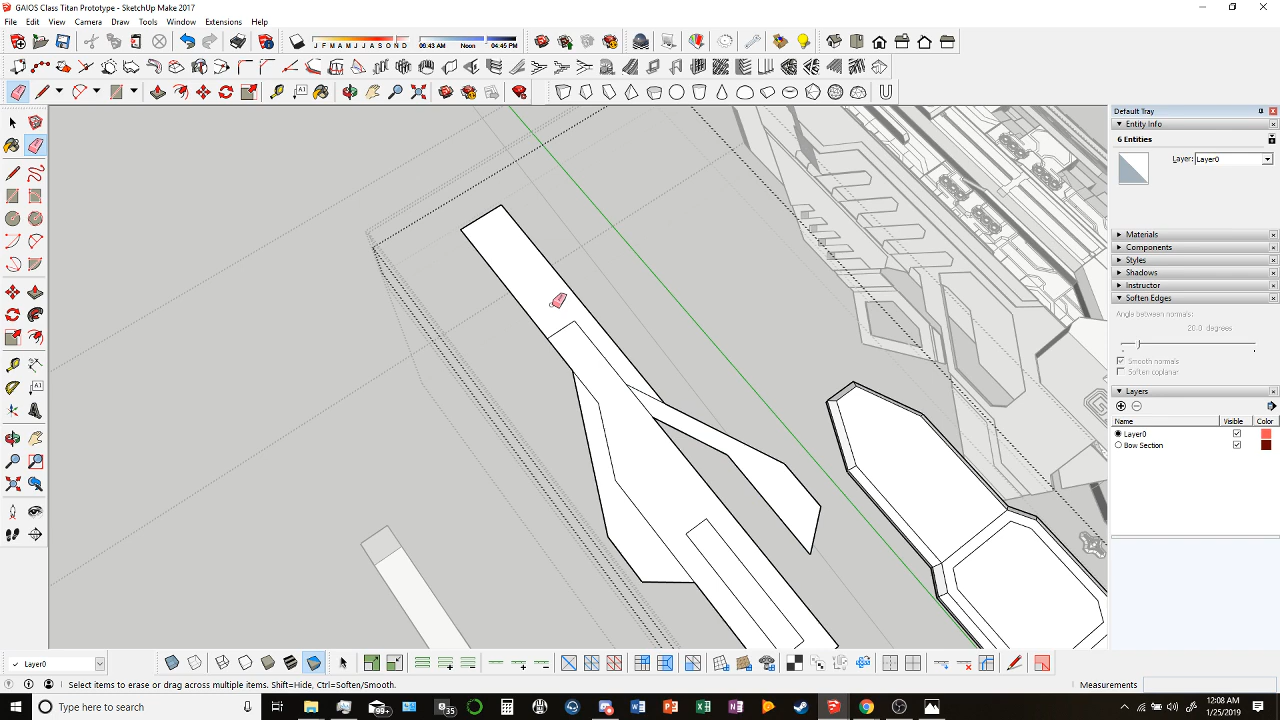 GAIOS Class Titan Prototype - SketchUp Make 2017
File Edit View Camera Draw Tools Window Extensions Help
J F M A M J J A S O N D 00:43 AM Noon 04:45 PM
Default Tray
Entity Info
6 Entities
Layer: Layer0
Materials
Components
Styles
Shadows
Instructor
Soften Edges
Angle between normals:
20.0 degrees
Smooth normals
Soften coplanar
Layers
Name Visible Color
Layer0
Bow Section
Layer0
Select items to erase or drag across multiple items. Shift=Hide, Ctrl=Soften/Smooth.
Measurements
Type here to search
99+
35
12:08 AM
1/25/2019